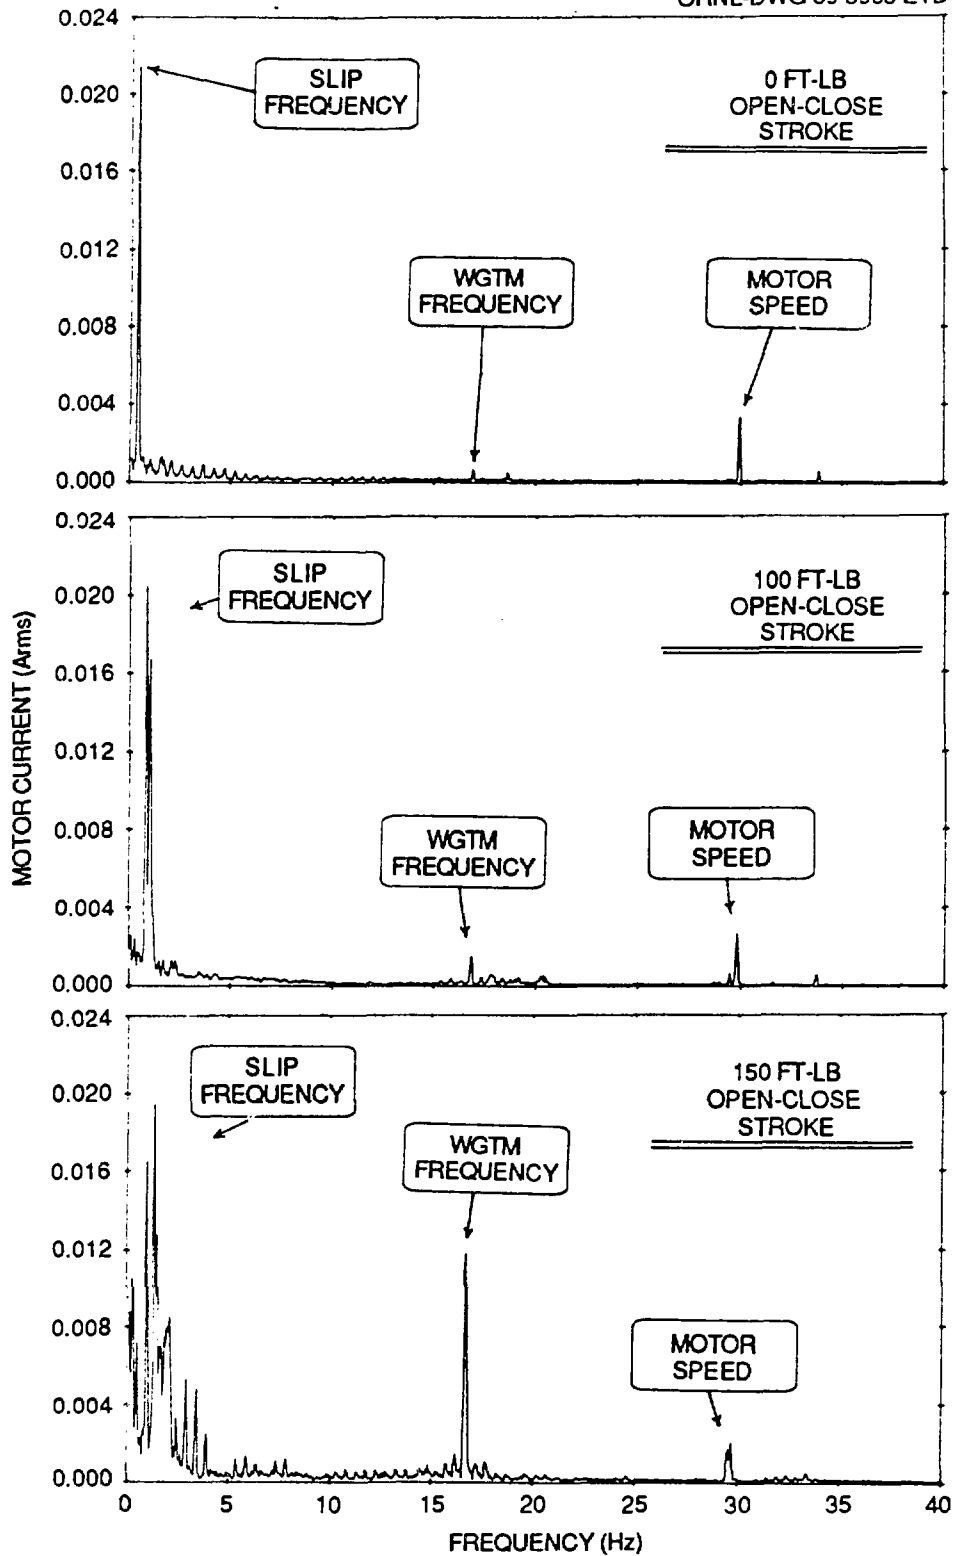 0.024
0.020
0.016
0.012
0.008
0.004
0.000
SLIP
FREQUENCY
0 FT-LB
OPEN-CLOSE
STROKE
WGTM
FREQUENCY
MOTOR
SPEED
0.024
0.020
0.016
0.012
0.008
0.004
0.000
SLIP
FREQUENCY
100 FT-LB
OPEN-CLOSE
STROKE
WGTM
FREQUENCY
MOTOR
SPEED
MOTOR CURRENT (Arms)
0.024
0.020
0.016
0.012
0.008
0.004
0.000
SLIP
FREQUENCY
150 FT-LB
OPEN-CLOSE
STROKE
WGTM
FREQUENCY
MOTOR
SPEED
0 5 10 15 20 25 30 35 40
FREQUENCY (Hz)